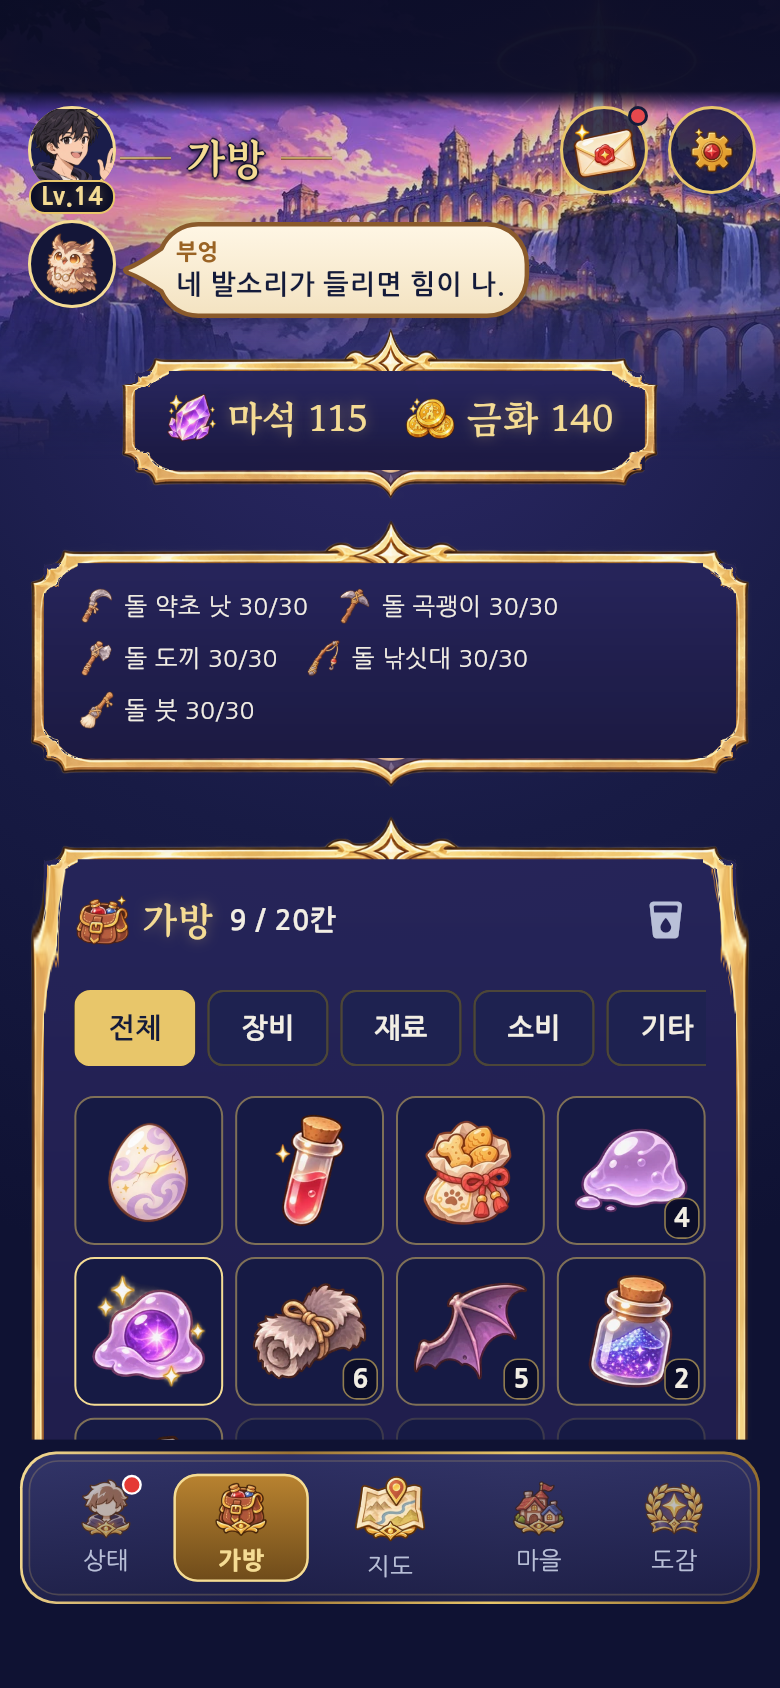 가방
Lv.14
부엉
네 발소리가 들리면 힘이 나.
마석 115 금화 140
돌 약초 낫 30/30 돌 곡괭이 30/30
돌 도끼 30/30 돌 낚싯대 30/30
돌 붓 30/30
가방 9 / 20칸
전체 장비 재료 소비 기타
4
6 5 2
상태 가방 지도 마을 도감